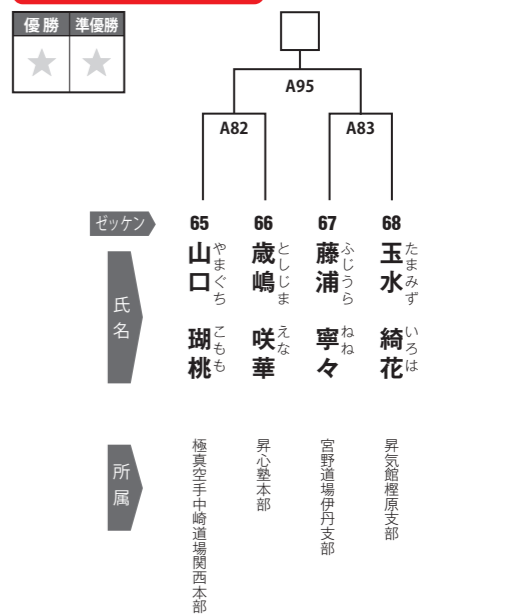 優勝 準優勝
A95
A82 A83
ゼッケン 65 66 67 68
氏名
山口 瑚桃
やまぐち こもも
歳嶋 咲華
としじま えな
藤浦 寧々
ふじうら ねね
玉水 綺花
たまみず いろは
所属
極真空手中崎道場関西本部
昇心塾本部
宮野道場伊丹支部
昇気館樫原支部